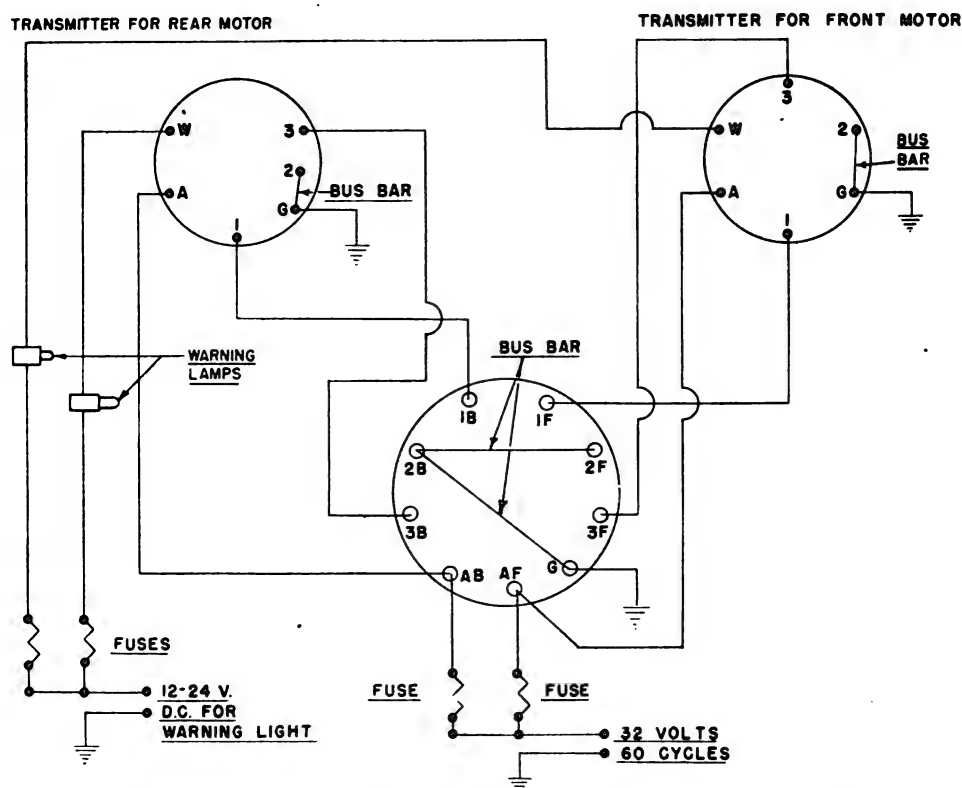 TRANSMITTER FOR REAR MOTOR
TRANSMITTER FOR FRONT MOTOR
W
3
2
G
BUS BAR
A
1
3
W
2
BUS
BAR
A
G
1
WARNING
LAMPS
BUS BAR
1B
1F
2B
2F
3B
3F
AB
AF
G
FUSES
12-24 V.
D.C. FOR
WARNING LIGHT
FUSE
FUSE
32 VOLTS
60 CYCLES